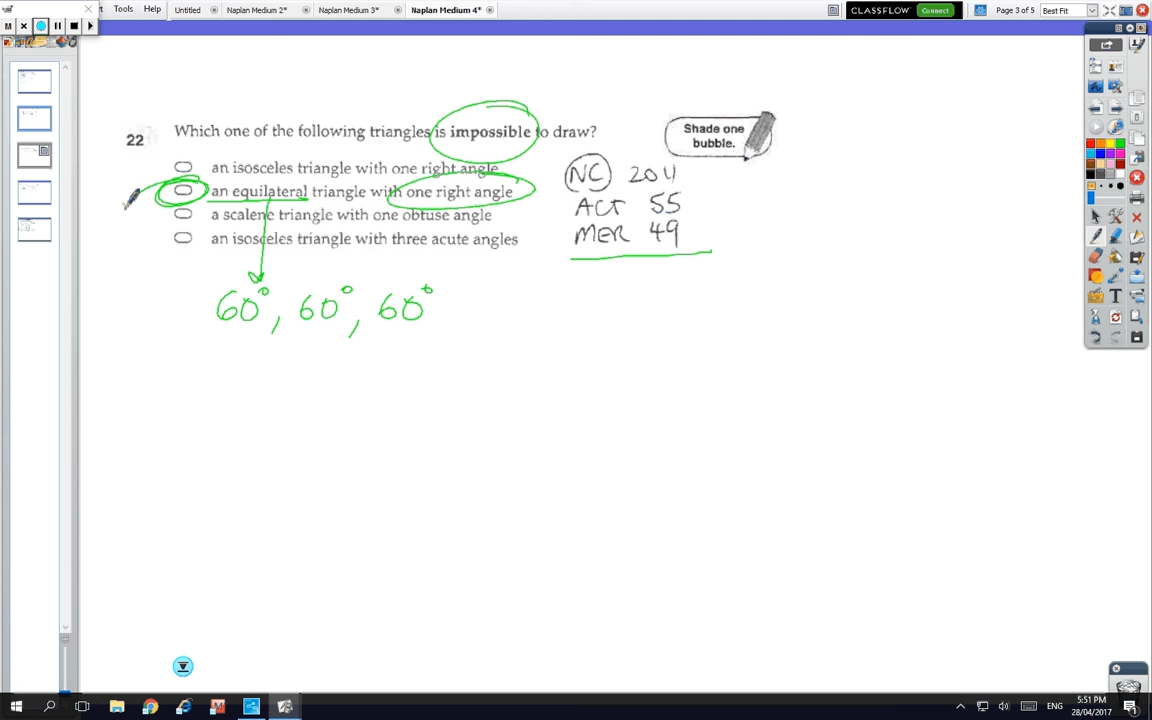 Tools Help
Untitled Naplan Medium 2* Naplan Medium 3* Naplan Medium 4*
CLASSFLOW Connect
Page 3 of 5 Best Fit
22 Which one of the following triangles is impossible to draw?
Shade one
bubble.
an isosceles triangle with one right angle
an equilateral triangle with one right angle
a scalene triangle with one obtuse angle
an isosceles triangle with three acute angles
NC 2011
ACT 55
MER 49
60°, 60°, 60°
ENG
5:51 PM
28/04/2017